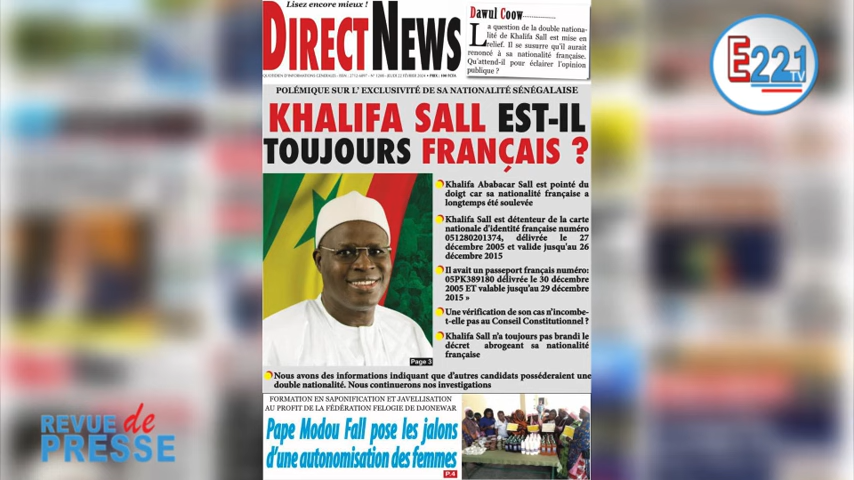 Lisez encore mieux !
DIRECT NEWS
Dawul Coow
La question de la double nationa-
lité de Khalifa Sall est mise en
relief. Il se susurre qu'il aurait
renoncé à sa nationalité française.
Qu'attend-il pour éclairer l'opinion
publique ?
E221
TV
POLÉMIQUE SUR L' EXCLUSIVITÉ DE SA NATIONALITÉ SÉNÉGALAISE
KHALIFA SALL EST-IL
TOUJOURS FRANÇAIS ?
Khalifa Ababacar Sall est pointé du
doigt car sa nationalité française a
longtemps été soulevée
Khalifa Sall est détenteur de la carte
nationale d'identité française numéro
051280201374, délivrée le 27
décembre 2005 et valide jusqu'au 26
décembre 2015
Il avait un passeport français numéro:
05PK389180 délivrée le 30 décembre
2005 ET valable jusqu'au 29 décembre
2015 »
Une vérification de son cas n'incombe-
t-elle pas au Conseil Constitutionnel ?
Khalifa Sall n'a toujours pas brandi le
décret abrogeant sa nationalité
française
Page 3
Nous avons des informations indiquant que d'autres candidats posséderaient une
double nationalité. Nous continuerons nos investigations
FORMATION EN SAPONIFICATION ET JAVELLISATION
AU PROFIT DE LA FÉDÉRATION FELOGIE DE DJONEWAR
Pape Modou Fall pose les jalons
d'une autonomisation des femmes
P.4
REVUE de
PRESSE